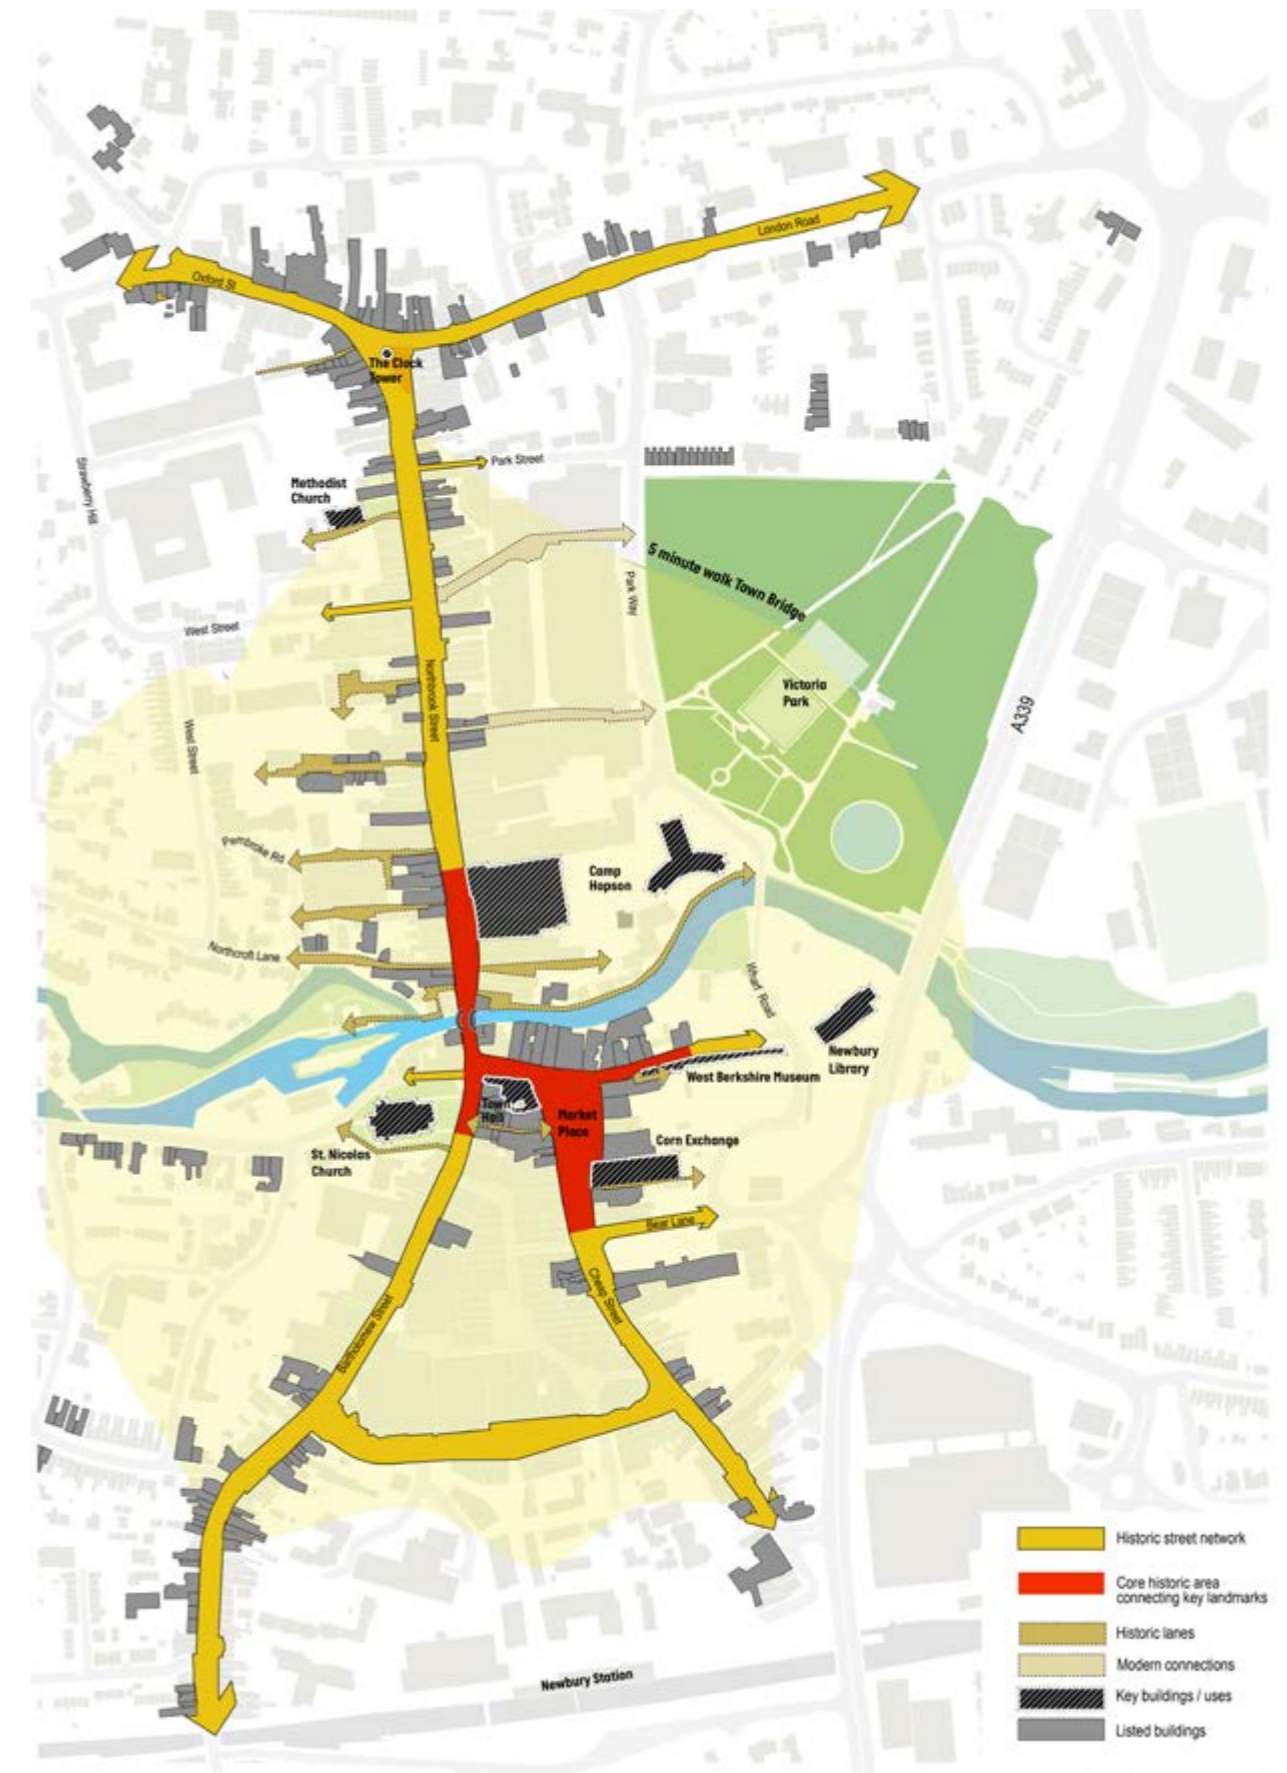 London Road
Oxford St
The Clock
Tower
Park Street
Methodist
Church
Strawberry Hill
5 minute walk Town Bridge
Park Way
West Street
Northbrook Street
Victoria
Park
A339
West Street
Pembroke Rd
Camp
Hopson
Northcroft Lane
Wharf Road
Newbury
Library
West Berkshire Museum
Town
Hall
Market
Place
Corn Exchange
St. Nicolas
Church
Bear Lane
Cheap Street
Bartholomew Street
Newbury Station
Historic street network
Core historic area
connecting key landmarks
Historic lanes
Modern connections
Key buildings / uses
Listed buildings